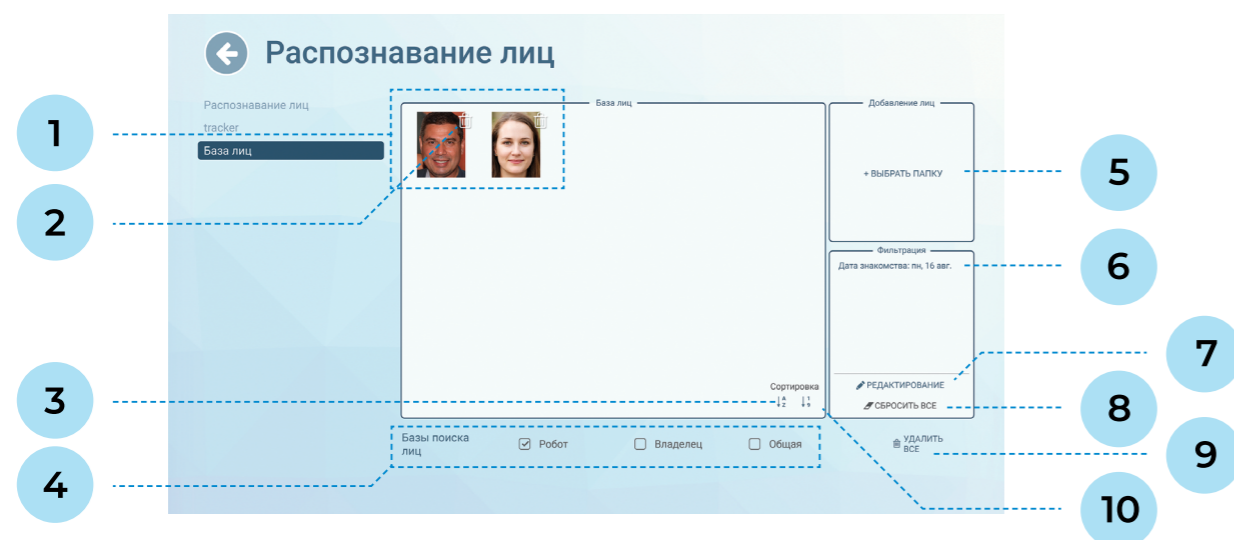 Распознавание лиц
Распознавание лиц
tracker
База лиц
База лиц
Добавление лиц
+ ВЫБРАТЬ ПАПКУ
Фильтрация
Дата знакомства: пн, 16 авг.
РЕДАКТИРОВАНИЕ
СБРОСИТЬ ВСЕ
Сортировка
A
Z
1
9
Базы поиска
лиц
Робот
Владелец
Общая
УДАЛИТЬ
ВСЕ
1
2
3
4
5
6
7
8
9
10